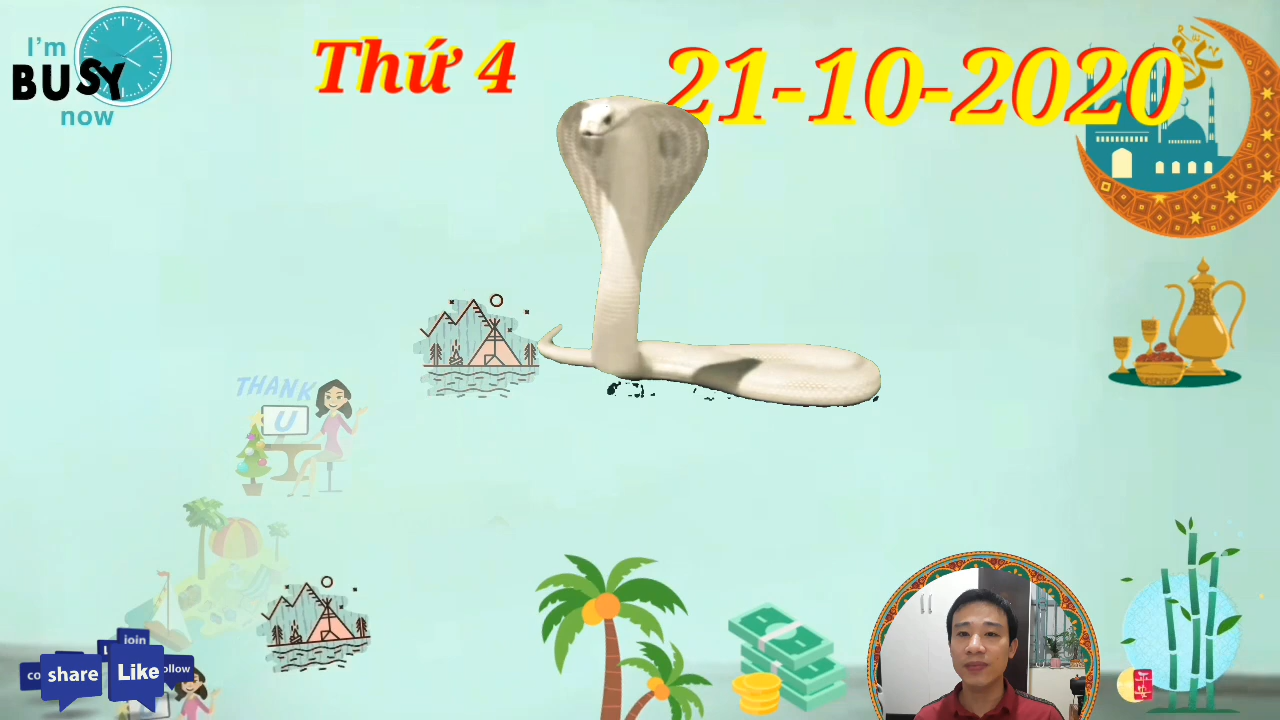 I'm
BUSY
now
Thứ 4
21-10-2020
THANK
U
join
share
Like